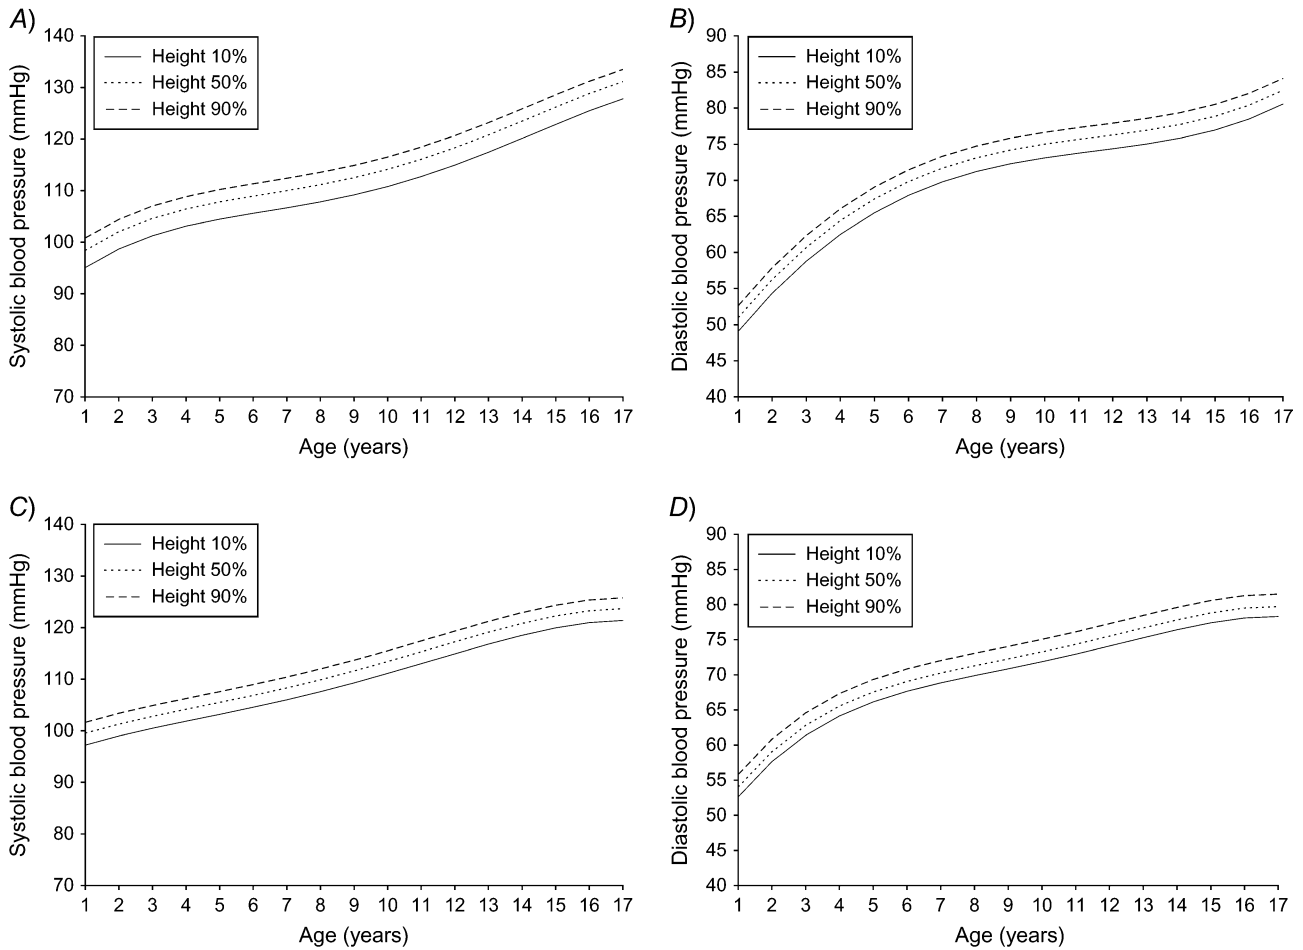 A)
Systolic blood pressure (mmHg)
140
130
120
110
100
90
80
70
Height 10%
Height 50%
Height 90%
1 2 3 4 5 6 7 8 9 10 11 12 13 14 15 16 17
Age (years)
B)
Diastolic blood pressure (mmHg)
90
85
80
75
70
65
60
55
50
45
40
Height 10%
Height 50%
Height 90%
1 2 3 4 5 6 7 8 9 10 11 12 13 14 15 16 17
Age (years)
C)
Systolic blood pressure (mmHg)
140
130
120
110
100
90
80
70
Height 10%
Height 50%
Height 90%
1 2 3 4 5 6 7 8 9 10 11 12 13 14 15 16 17
Age (years)
D)
Diastolic blood pressure (mmHg)
90
85
80
75
70
65
60
55
50
45
40
Height 10%
Height 50%
Height 90%
1 2 3 4 5 6 7 8 9 10 11 12 13 14 15 16 17
Age (years)